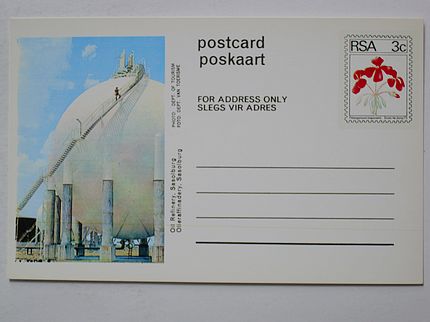 postcard
poskaart
RSA 3c
FOR ADDRESS ONLY
SLEGS VIR ADRES
PHOTO: DEPT. OF TOURISM
FOTO: DEPT. VAN TOERISME
Oil Refinery, Sasolburg
Olieraffinadery, Sasolburg